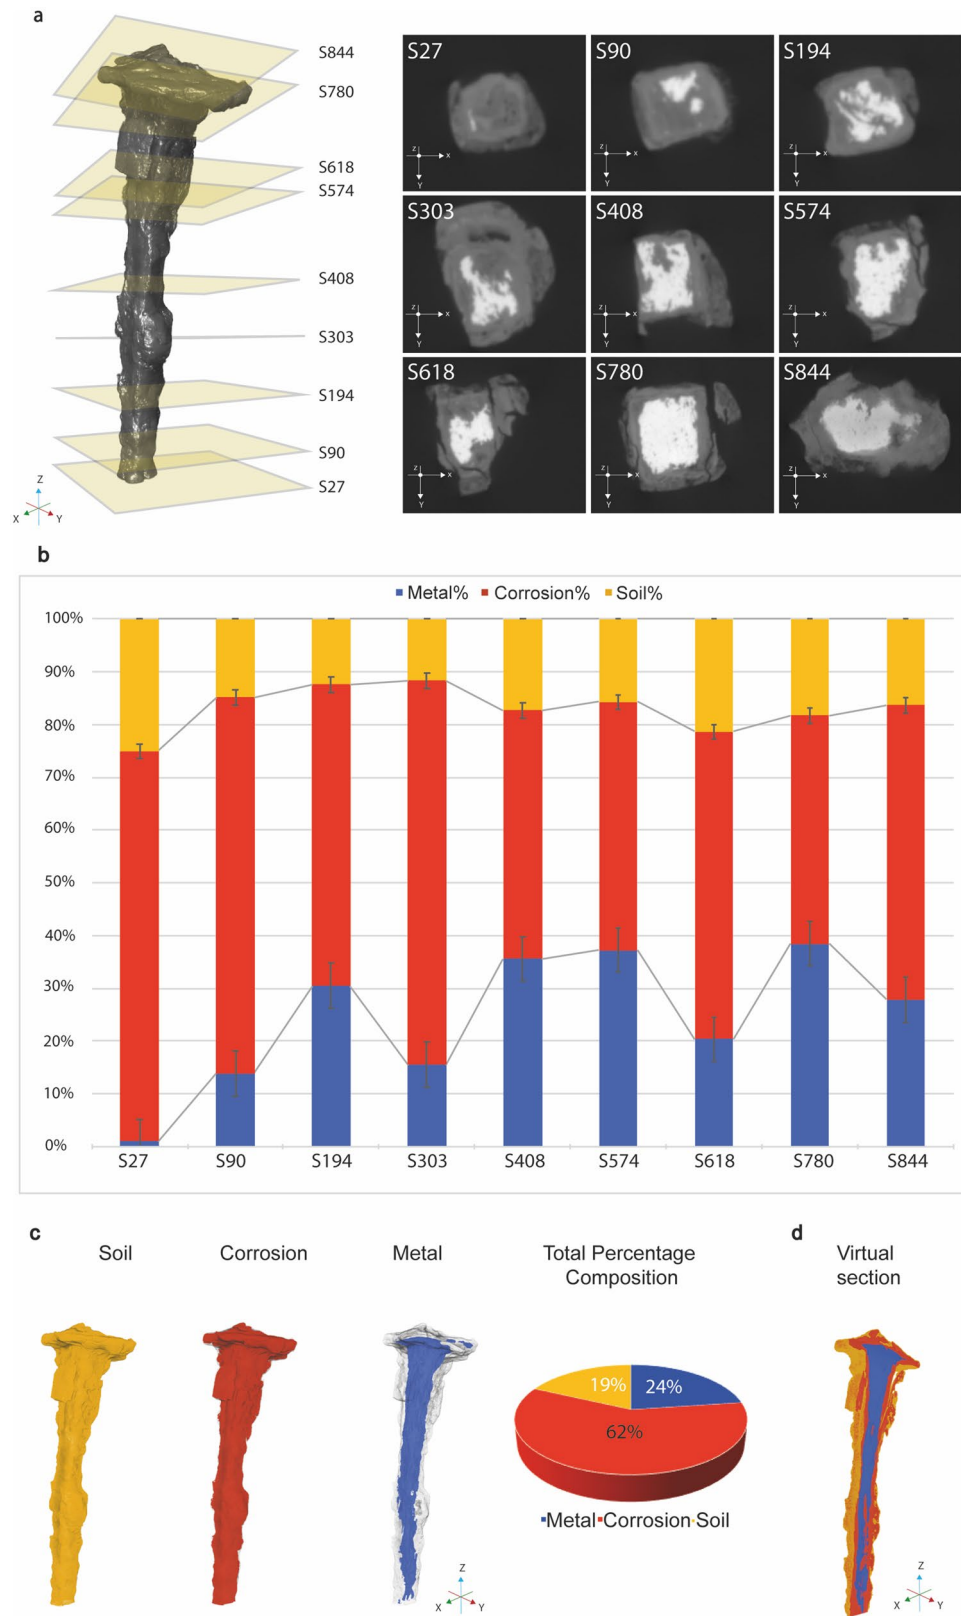 a
S844
S780
S618
S574
S408
S303
S194
S90
S27
Z
X Y
S27 S90 S194
Z X Y
Z X Y
Z X Y
S303 S408 S574
Z X Y
Z X Y
Z X Y
S618 S780 S844
Z X Y
Z X Y
Z X Y
b
Metal% Corrosion% Soil%
100%
90%
80%
70%
60%
50%
40%
30%
20%
10%
0%
S27 S90 S194 S303 S408 S574 S618 S780 S844
c
Soil Corrosion Metal
Total Percentage
Composition
19% 24%
62%
Metal Corrosion Soil
Z
X Y
d
Virtual
section
Z
X Y